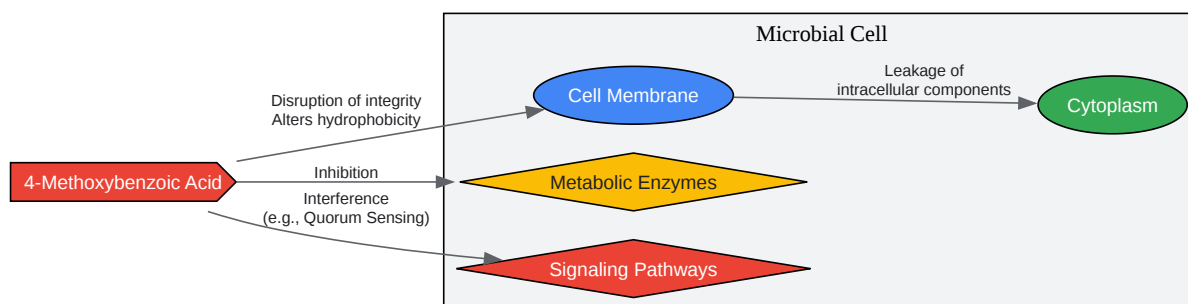 Microbial Cell
Disruption of integrity
Alters hydrophobicity
Cell Membrane
Leakage of
intracellular components
Cytoplasm
4-Methoxybenzoic Acid
Inhibition
Metabolic Enzymes
Interference
(e.g., Quorum Sensing)
Signaling Pathways